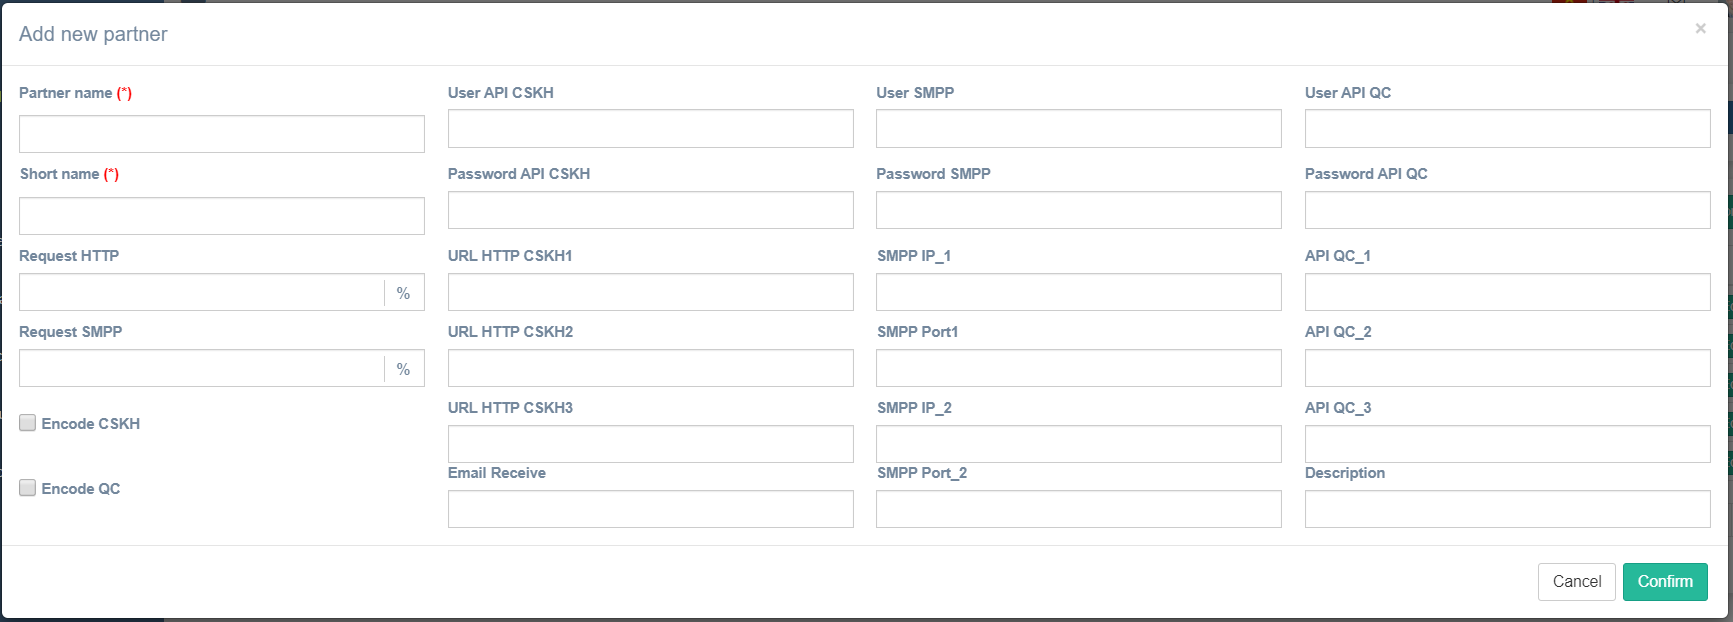 Add new partner
×
Partner name (*)
User API CSKH
User SMPP
User API QC
Short name (*)
Password API CSKH
Password SMPP
Password API QC
Request HTTP
URL HTTP CSKH1
SMPP IP_1
API QC_1
%
Request SMPP
URL HTTP CSKH2
SMPP Port1
API QC_2
%
Encode CSKH
URL HTTP CSKH3
SMPP IP_2
API QC_3
Encode QC
Email Receive
SMPP Port_2
Description
Cancel
Confirm